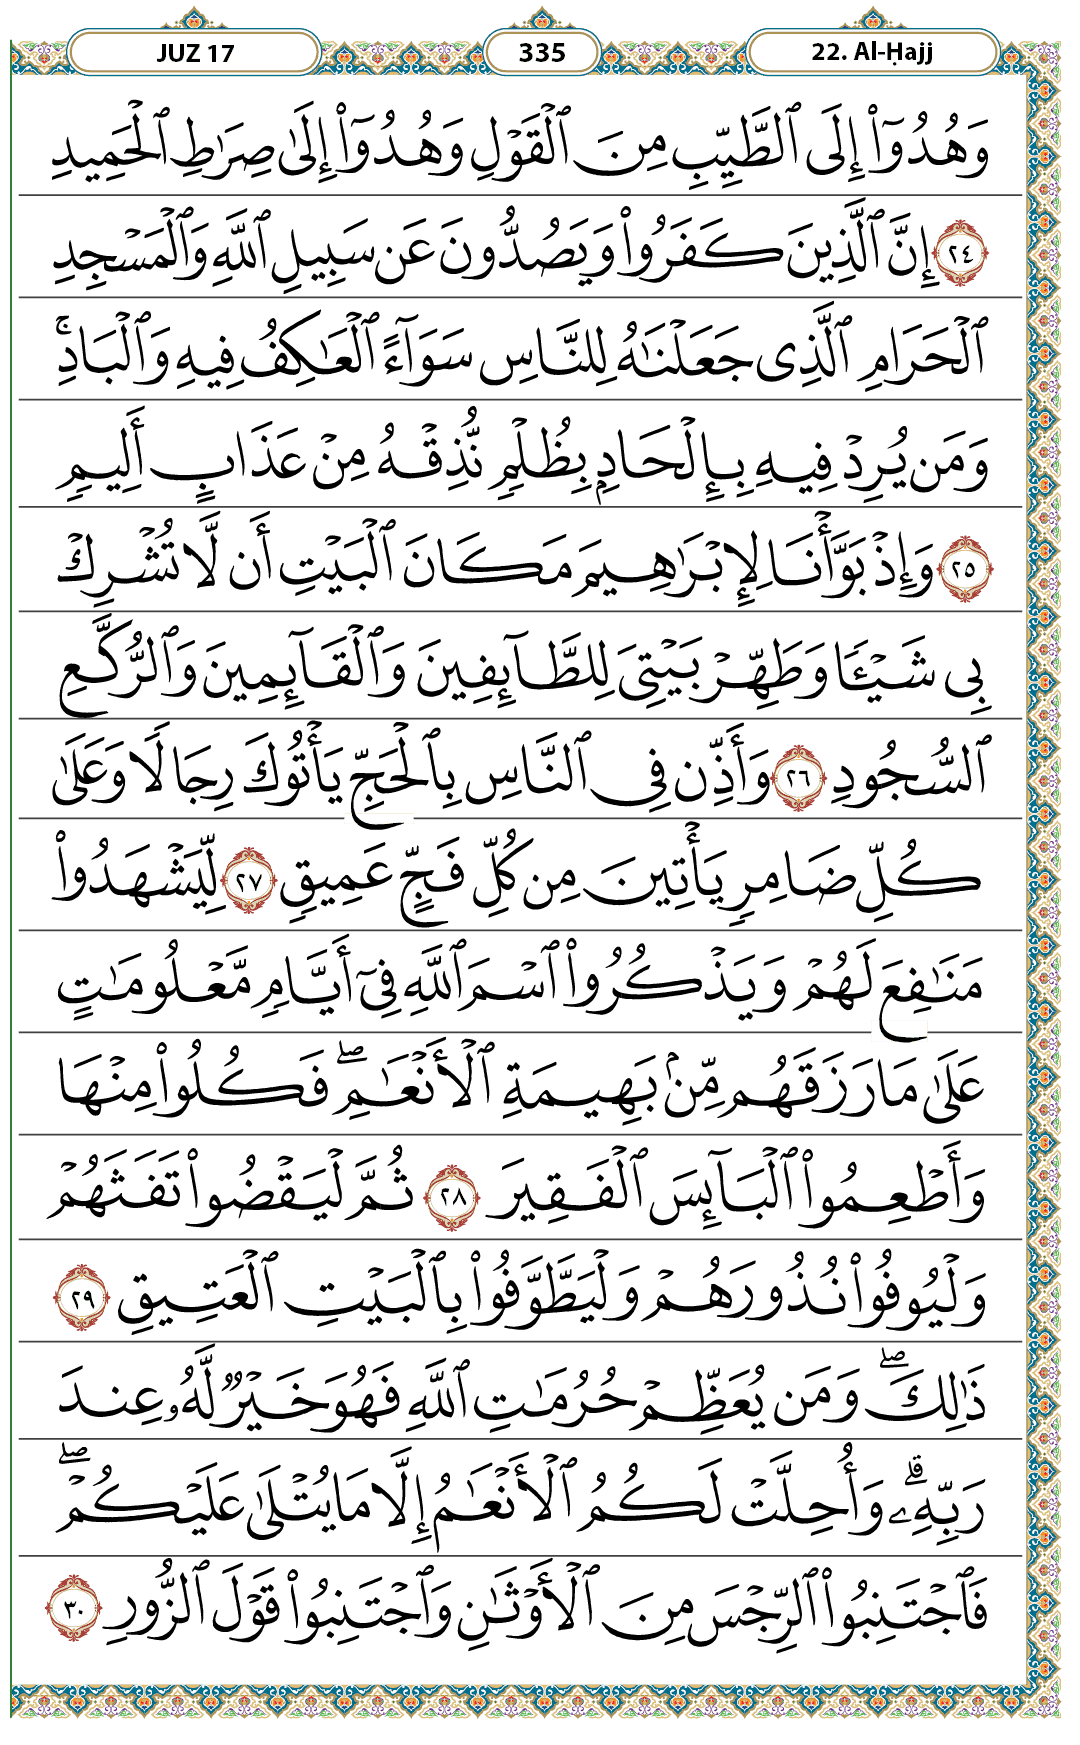 JUZ 17 335 22. Al-Ḥajj
وَهُدُوٓا۟ إِلَى ٱلطَّيِّبِ مِنَ ٱلْقَوْلِ وَهُدُوٓا۟ إِلَىٰ صِرَٰطِ ٱلْحَمِيدِ
٢٤ إِنَّ ٱلَّذِينَ كَفَرُوا۟ وَيَصُدُّونَ عَن سَبِيلِ ٱللَّهِ وَٱلْمَسْجِدِ
ٱلْحَرَامِ ٱلَّذِى جَعَلْنَٰهُ لِلنَّاسِ سَوَآءً ٱلْعَٰكِفُ فِيهِ وَٱلْبَادِ ۚ
وَمَن يُرِدْ فِيهِ بِإِلْحَادٍۭ بِظُلْمٍ نُّذِقْهُ مِنْ عَذَابٍ أَلِيمٍ
٢٥ وَإِذْ بَوَّأْنَا لِإِبْرَٰهِيمَ مَكَانَ ٱلْبَيْتِ أَن لَّا تُشْرِكْ
بِى شَيْـًٔا وَطَهِّرْ بَيْتِىَ لِلطَّآئِفِينَ وَٱلْقَآئِمِينَ وَٱلرُّكَّعِ
ٱلسُّجُودِ ٢٦ وَأَذِّن فِى ٱلنَّاسِ بِٱلْحَجِّ يَأْتُوكَ رِجَالًا وَعَلَىٰ
كُلِّ ضَامِرٍ يَأْتِينَ مِن كُلِّ فَجٍّ عَمِيقٍ ٢٧ لِّيَشْهَدُوا۟
مَنَٰفِعَ لَهُمْ وَيَذْكُرُوا۟ ٱسْمَ ٱللَّهِ فِىٓ أَيَّامٍ مَّعْلُومَٰتٍ
عَلَىٰ مَا رَزَقَهُم مِّنۢ بَهِيمَةِ ٱلْأَنْعَٰمِ ۖ فَكُلُوا۟ مِنْهَا
وَأَطْعِمُوا۟ ٱلْبَآئِسَ ٱلْفَقِيرَ ٢٨ ثُمَّ لْيَقْضُوا۟ تَفَثَهُمْ
وَلْيُوفُوا۟ نُذُورَهُمْ وَلْيَطَّوَّفُوا۟ بِٱلْبَيْتِ ٱلْعَتِيقِ ٢٩
ذَٰلِكَ ۖ وَمَن يُعَظِّمْ حُرُمَٰتِ ٱللَّهِ فَهُوَ خَيْرٌ لَّهُۥ عِندَ
رَبِّهِۦ ۗ وَأُحِلَّتْ لَكُمُ ٱلْأَنْعَٰمُ إِلَّا مَا يُتْلَىٰ عَلَيْكُمْ ۖ
فَٱجْتَنِبُوا۟ ٱلرِّجْسَ مِنَ ٱلْأَوْثَٰنِ وَٱجْتَنِبُوا۟ قَوْلَ ٱلزُّورِ ٣٠